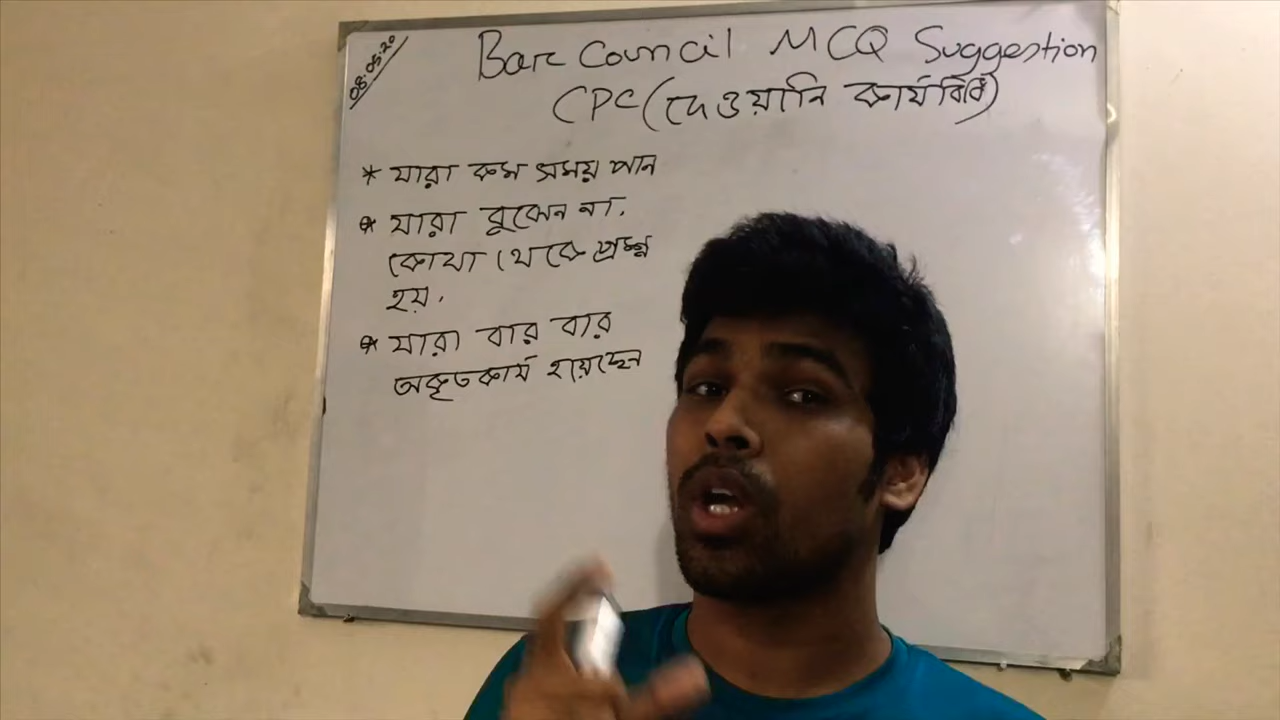 08.05.20
Bar Council MCQ Suggestion
CPC (দেওয়ানি কার্যবিধি)
* যারা কম সময় পান
* যারা বুঝেন না.
কোথা থেকে প্রশ্ন
হয়.
* যারা বার বার
অকৃতকার্য হয়েছেন